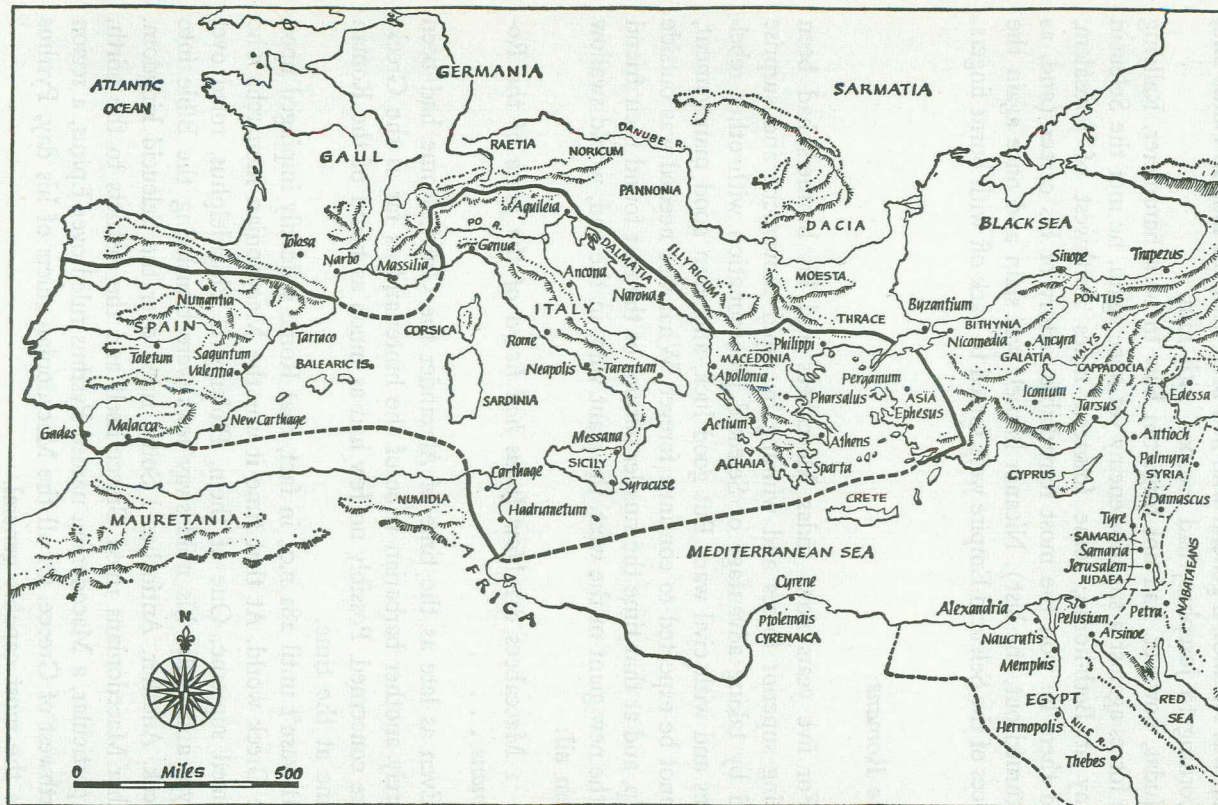 ATLANTIC
OCEAN
GERMANIA
SARMATIA
GAUL
RAETIA
NORICUM
DANUBE R.
PANNONIA
DACIA
BLACK SEA
Aquileia
PO R.
Genua
Tolosa
Narbo
Massilia
DALMATIA
ILLYRICUM
MOESTA
Sinope
Trapezus
Ancona
Narona
Numantia
SPAIN
Toletum
Saguntum
Valentia
Tarraco
BALEARIC IS.
CORSICA
ITALY
Rome
Neapolis
Tarentum
THRACE
Byzantium
PONTUS
BITHYNIA
Nicomedia
Ancyra
GALATIA
HALYS R.
CAPPADOCIA
Philippi
MACEDONIA
Apollonia
Pergamum
Pharsalus
ASIA
Ephesus
Iconium
Tarsus
Edessa
SARDINIA
Actium
Athens
Antioch
Gades
Malacca
New Carthage
Messana
SICILY
Syracuse
ACHAIA
Sparta
CYPRUS
Palmyra
SYRIA
Damascus
Carthage
Hadrumetum
NUMIDIA
MAURETANIA
AFRICA
CRETE
MEDITERRANEAN SEA
Tyre
SAMARIA
Samaria
Jerusalem
JUDAEA
NABATAEANS
Cyrene
Ptolemais
CYRENAICA
Alexandria
Naucratis
Pelusium
Petra
Arsinoe
Memphis
EGYPT
RED
SEA
Hermopolis
NILE R.
Thebes
N
0 Miles 500